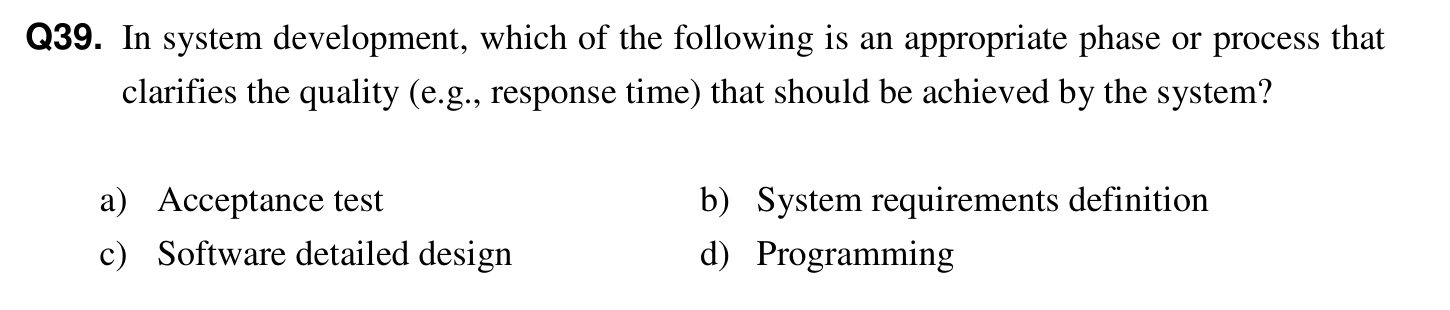 Q39. In system development, which of the following is an appropriate phase or process that
clarifies the quality (e.g., response time) that should be achieved by the system?
a) Acceptance test b) System requirements definition
c) Software detailed design d) Programming